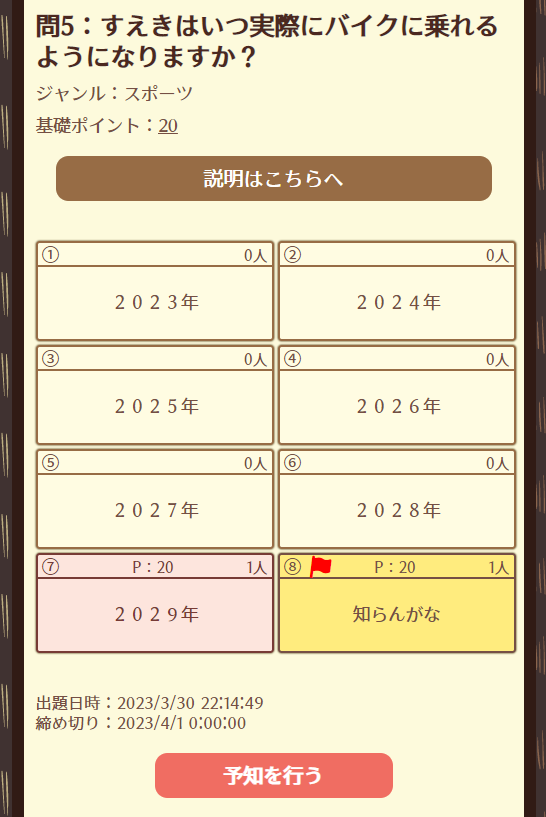 問5：すえきはいつ実際にバイクに乗れる
ようになりますか？
ジャンル：スポーツ
基礎ポイント：20
説明はこちらへ
① 0人
２０２３年
② 0人
２０２４年
③ 0人
２０２５年
④ 0人
２０２６年
⑤ 0人
２０２７年
⑥ 0人
２０２８年
⑦ P：20 1人
２０２９年
⑧ P：20 1人
知らんがな
出題日時：2023/3/30 22:14:49
締め切り：2023/4/1 0:00:00
予知を行う